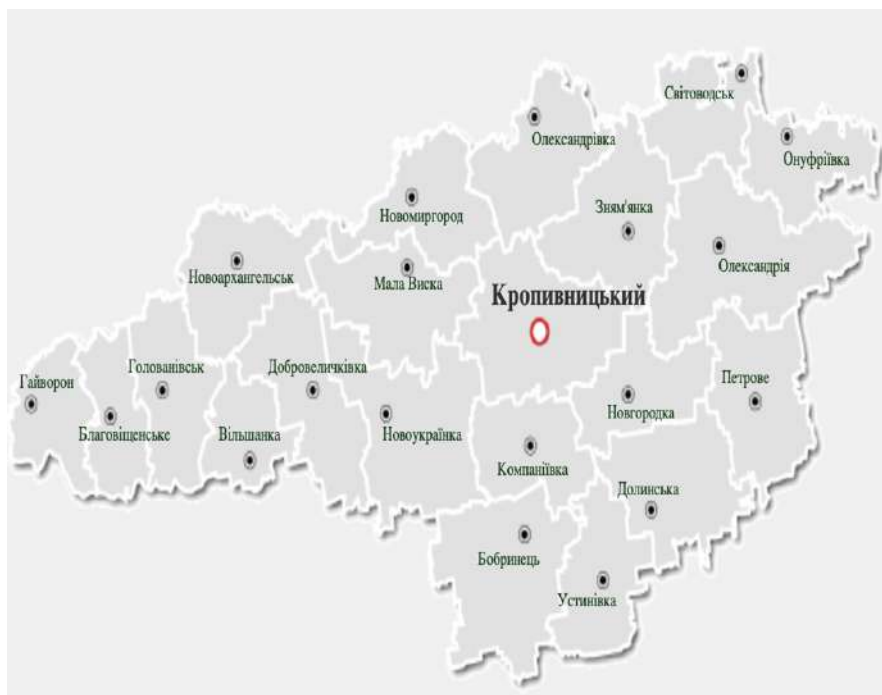 Світоводськ
Олександрівка
Онуфріївка
Знам'янка
Новомиргород
Новоархангельськ
Мала Виска
Олександрія
Кропивницький
Гайворон
Голованівськ
Добровеличківка
Петрове
Новгородка
Благовіщенське
Вільшанка
Новоукраїнка
Компаніївка
Долинська
Бобринець
Устинівка